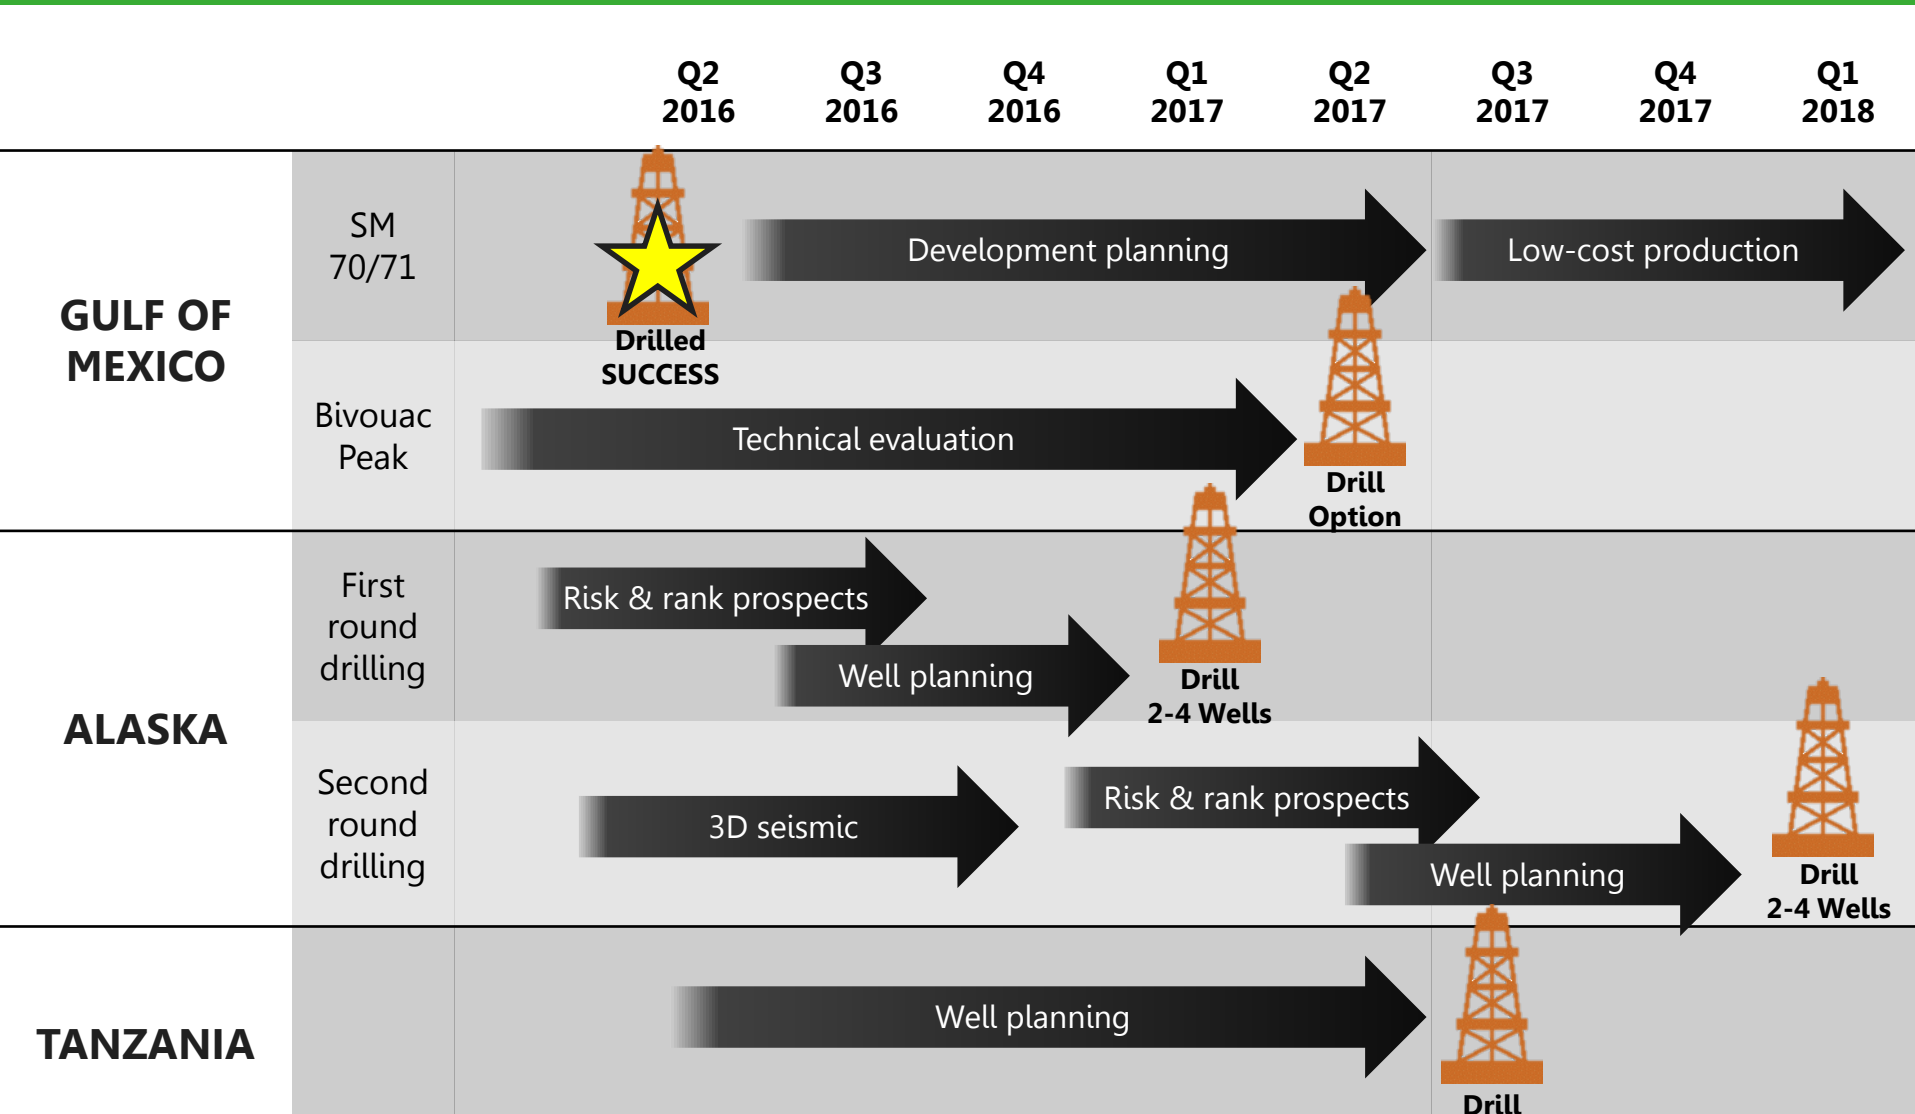 Q2 Q3 Q4 Q1 Q2 Q3 Q4 Q1
2016 2016 2016 2017 2017 2017 2017 2018
GULF OF
MEXICO
SM
70/71
Drilled
SUCCESS
Development planning
Low-cost production
Bivouac
Peak
Technical evaluation
Drill
Option
ALASKA
First
round
drilling
Risk & rank prospects
Well planning
Drill
2-4 Wells
Second
round
drilling
3D seismic
Risk & rank prospects
Well planning
Drill
2-4 Wells
TANZANIA
Well planning
Drill